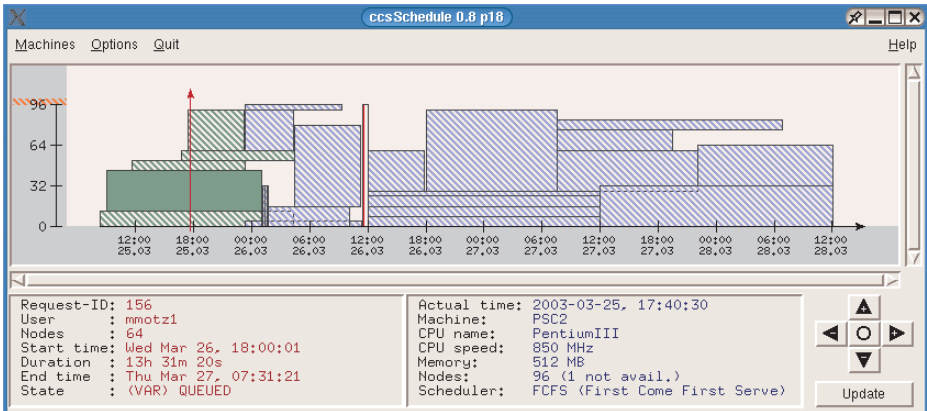 ccsSchedule 0.8 p18
Machines Options Quit Help
96
64
32
0
12:00 18:00 00:00 06:00 12:00 18:00 00:00 06:00 12:00 18:00 00:00 06:00 12:00
25.03 25.03 26.03 26.03 26.03 26.03 27.03 27.03 27.03 27.03 28.03 28.03 28.03
Request-ID: 156
User : mmotz1
Nodes : 64
Start time: Wed Mar 26, 18:00:01
Duration : 13h 31m 20s
End time : Thu Mar 27, 07:31:21
State : (VAR) QUEUED
Actual time: 2003-03-25, 17:40:30
Machine: PSC2
CPU name: PentiumIII
CPU speed: 850 MHz
Memory: 512 MB
Nodes: 96 (1 not avail.)
Scheduler: FCFS (First Come First Serve)
Update